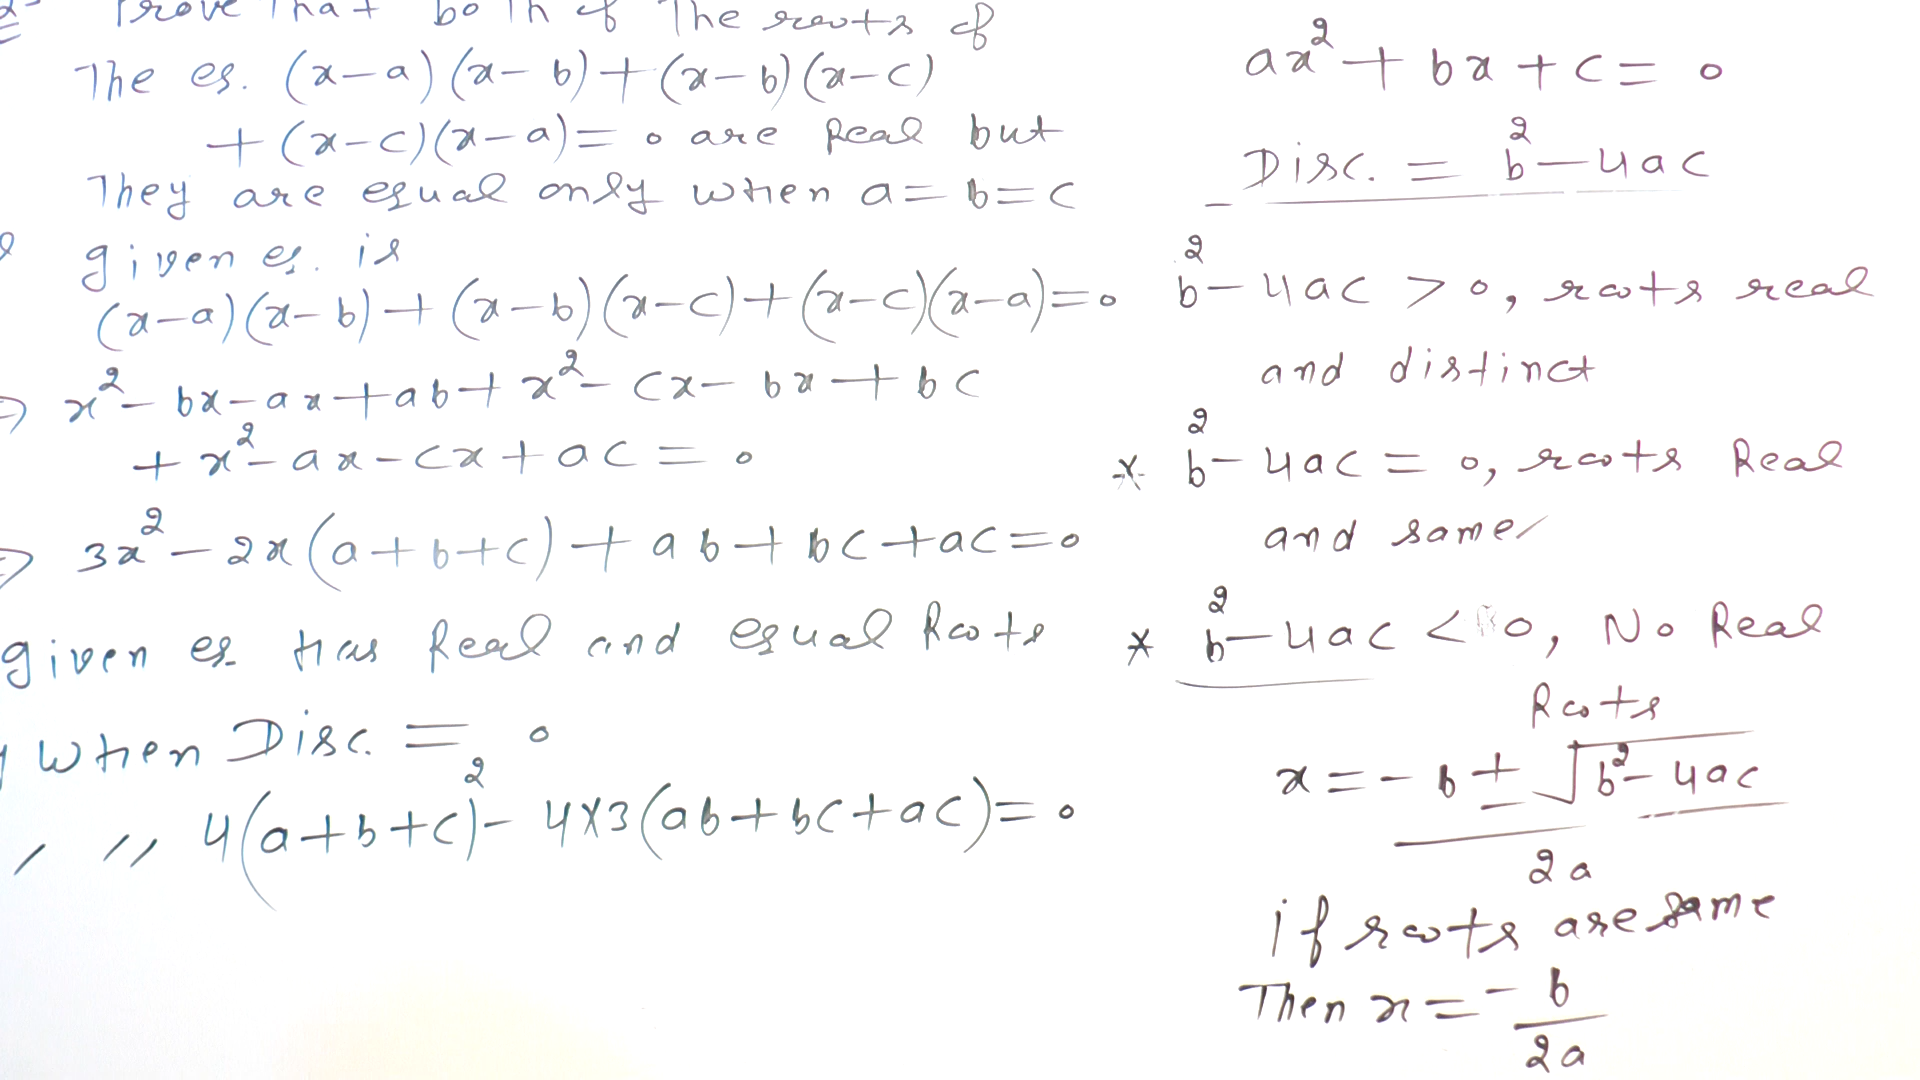 Prove That both of The roots of
The eq. (x-a)(x-b)+(x-b)(x-c)
+(x-c)(x-a)=0 are Real but
They are equal only when a=b=c
given eq. is
(x-a)(x-b)+(x-b)(x-c)+(x-c)(x-a)=0
⇒ x²-bx-ax+ab+x²-cx-bx+bc
+x²-ax-cx+ac=0
⇒ 3x²-2x(a+b+c)+ab+bc+ac=0
given eq has Real and equal Roots
when Disc. = 0
, ,, 4(a+b+c)²-4×3(ab+bc+ac)=0
ax²+bx+c=0
Disc. = b²-4ac
b²-4ac > 0, roots real
and distinct
* b²-4ac = 0, roots Real
and same
* b²-4ac < 0, No Real
Roots
x = -b ± √b²-4ac
2a
if roots are same
Then x = -b
2a